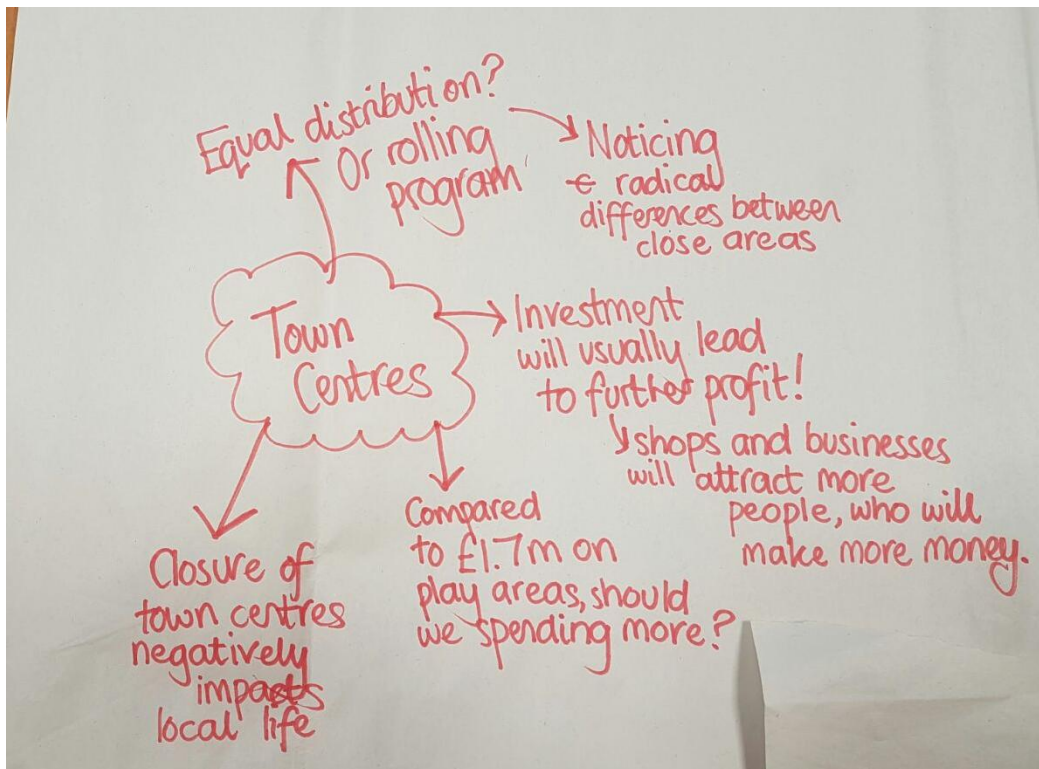 Equal distribution?
Or rolling
program
Noticing
radical
differences between
close areas
Town
Centres
Investment
will usually lead
to further profit!
shops and businesses
will attract more
people, who will
make more money.
Compared
to £1.7m on
play areas, should
we spending more?
Closure of
town centres
negatively
impacts
local life